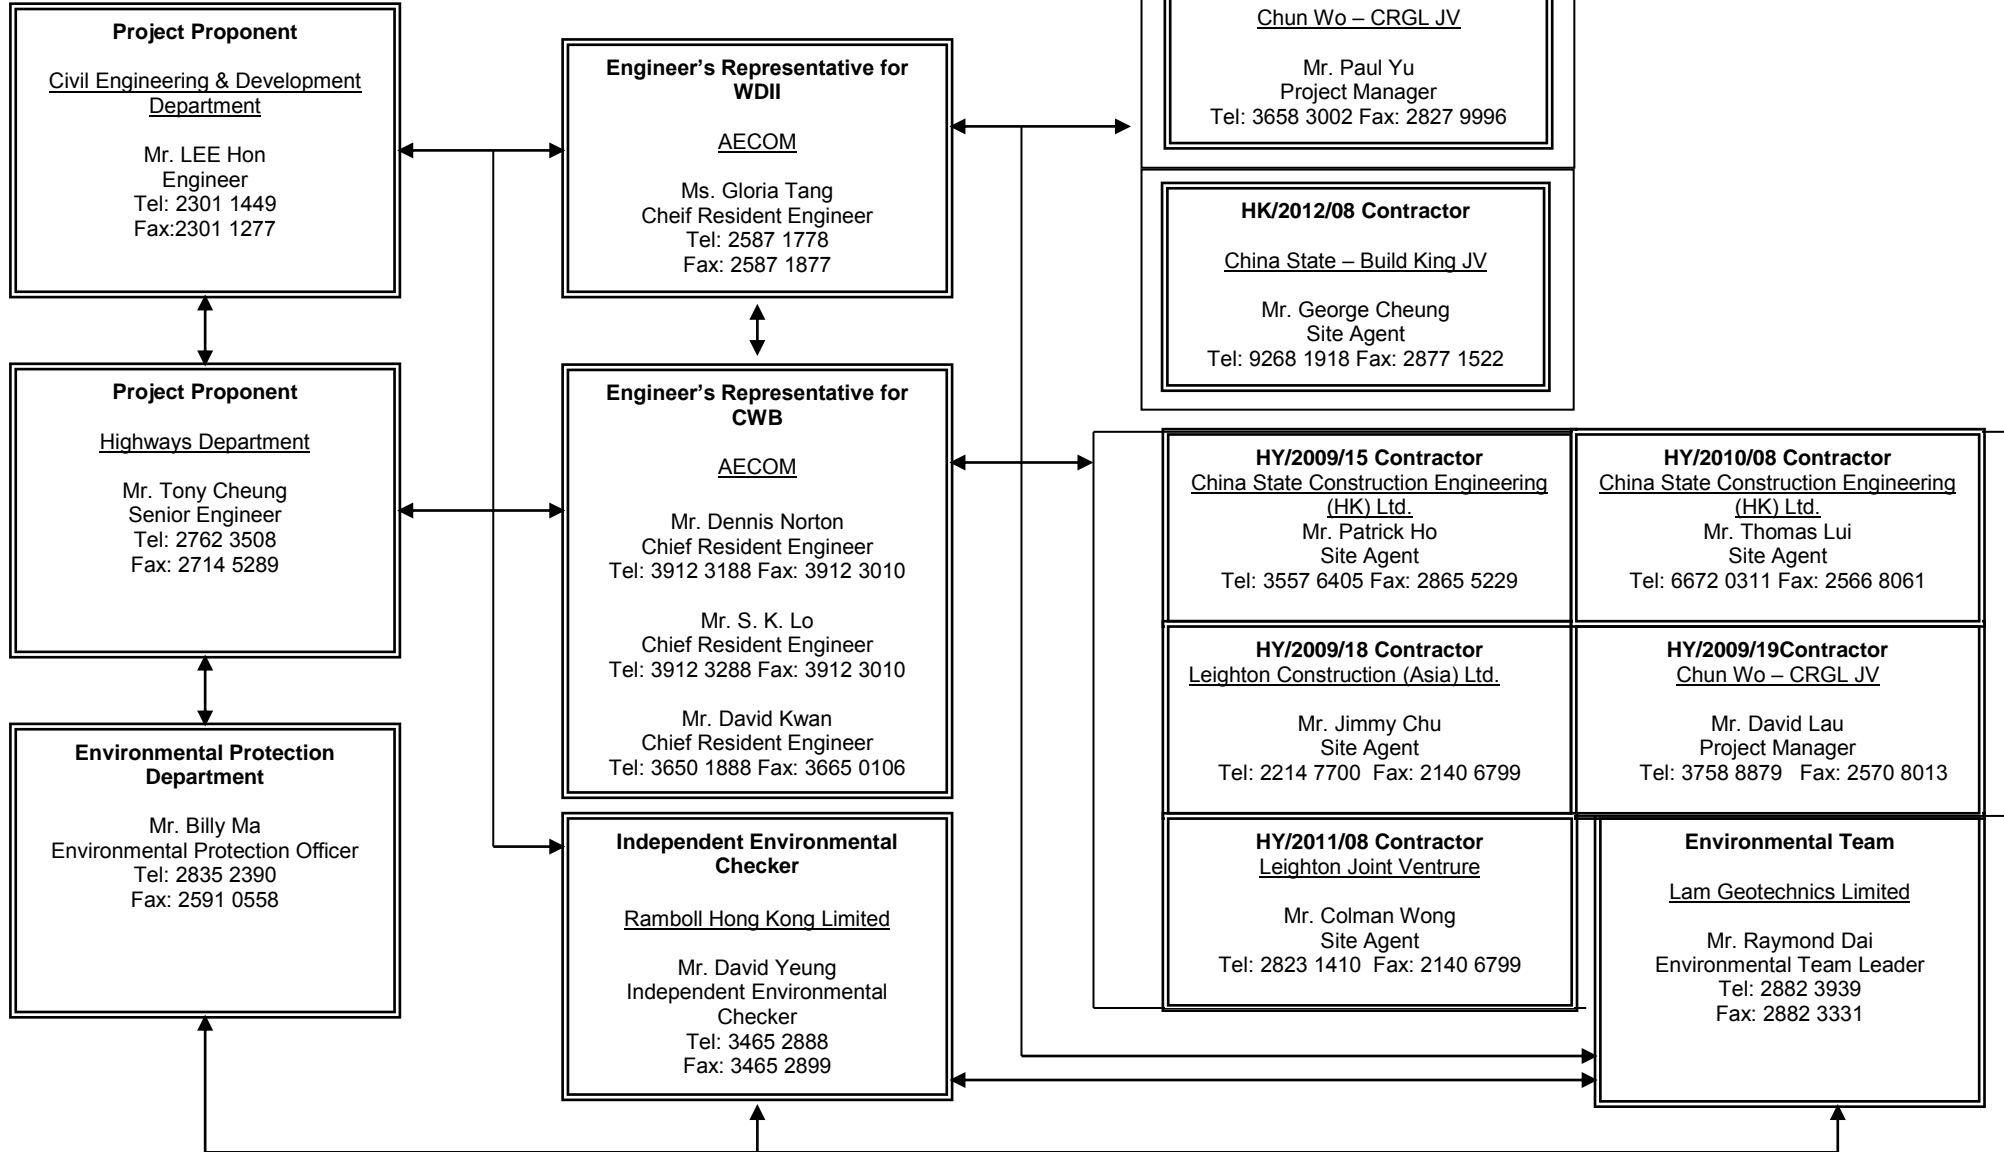 Project Proponent
Civil Engineering & Development
Department
Mr. LEE Hon
Engineer
Tel: 2301 1449
Fax:2301 1277
Project Proponent
Highways Department
Mr. Tony Cheung
Senior Engineer
Tel: 2762 3508
Fax: 2714 5289
Environmental Protection
Department
Mr. Billy Ma
Environmental Protection Officer
Tel: 2835 2390
Fax: 2591 0558
Engineer’s Representative for
WDII
AECOM
Ms. Gloria Tang
Cheif Resident Engineer
Tel: 2587 1778
Fax: 2587 1877
Engineer’s Representative for
CWB
AECOM
Mr. Dennis Norton
Chief Resident Engineer
Tel: 3912 3188 Fax: 3912 3010
Mr. S. K. Lo
Chief Resident Engineer
Tel: 3912 3288 Fax: 3912 3010
Mr. David Kwan
Chief Resident Engineer
Tel: 3650 1888 Fax: 3665 0106
Independent Environmental
Checker
Ramboll Hong Kong Limited
Mr. David Yeung
Independent Environmental
Checker
Tel: 3465 2888
Fax: 3465 2899
Chun Wo – CRGL JV
Mr. Paul Yu
Project Manager
Tel: 3658 3002 Fax: 2827 9996
HK/2012/08 Contractor
China State – Build King JV
Mr. George Cheung
Site Agent
Tel: 9268 1918 Fax: 2877 1522
HY/2009/15 Contractor
China State Construction Engineering
(HK) Ltd.
Mr. Patrick Ho
Site Agent
Tel: 3557 6405 Fax: 2865 5229
HY/2010/08 Contractor
China State Construction Engineering
(HK) Ltd.
Mr. Thomas Lui
Site Agent
Tel: 6672 0311 Fax: 2566 8061
HY/2009/18 Contractor
Leighton Construction (Asia) Ltd.
Mr. Jimmy Chu
Site Agent
Tel: 2214 7700  Fax: 2140 6799
HY/2009/19Contractor
Chun Wo – CRGL JV
Mr. David Lau
Project Manager
Tel: 3758 8879   Fax: 2570 8013
HY/2011/08 Contractor
Leighton Joint Ventrure
Mr. Colman Wong
Site Agent
Tel: 2823 1410  Fax: 2140 6799
Environmental Team
Lam Geotechnics Limited
Mr. Raymond Dai
Environmental Team Leader
Tel: 2882 3939
Fax: 2882 3331